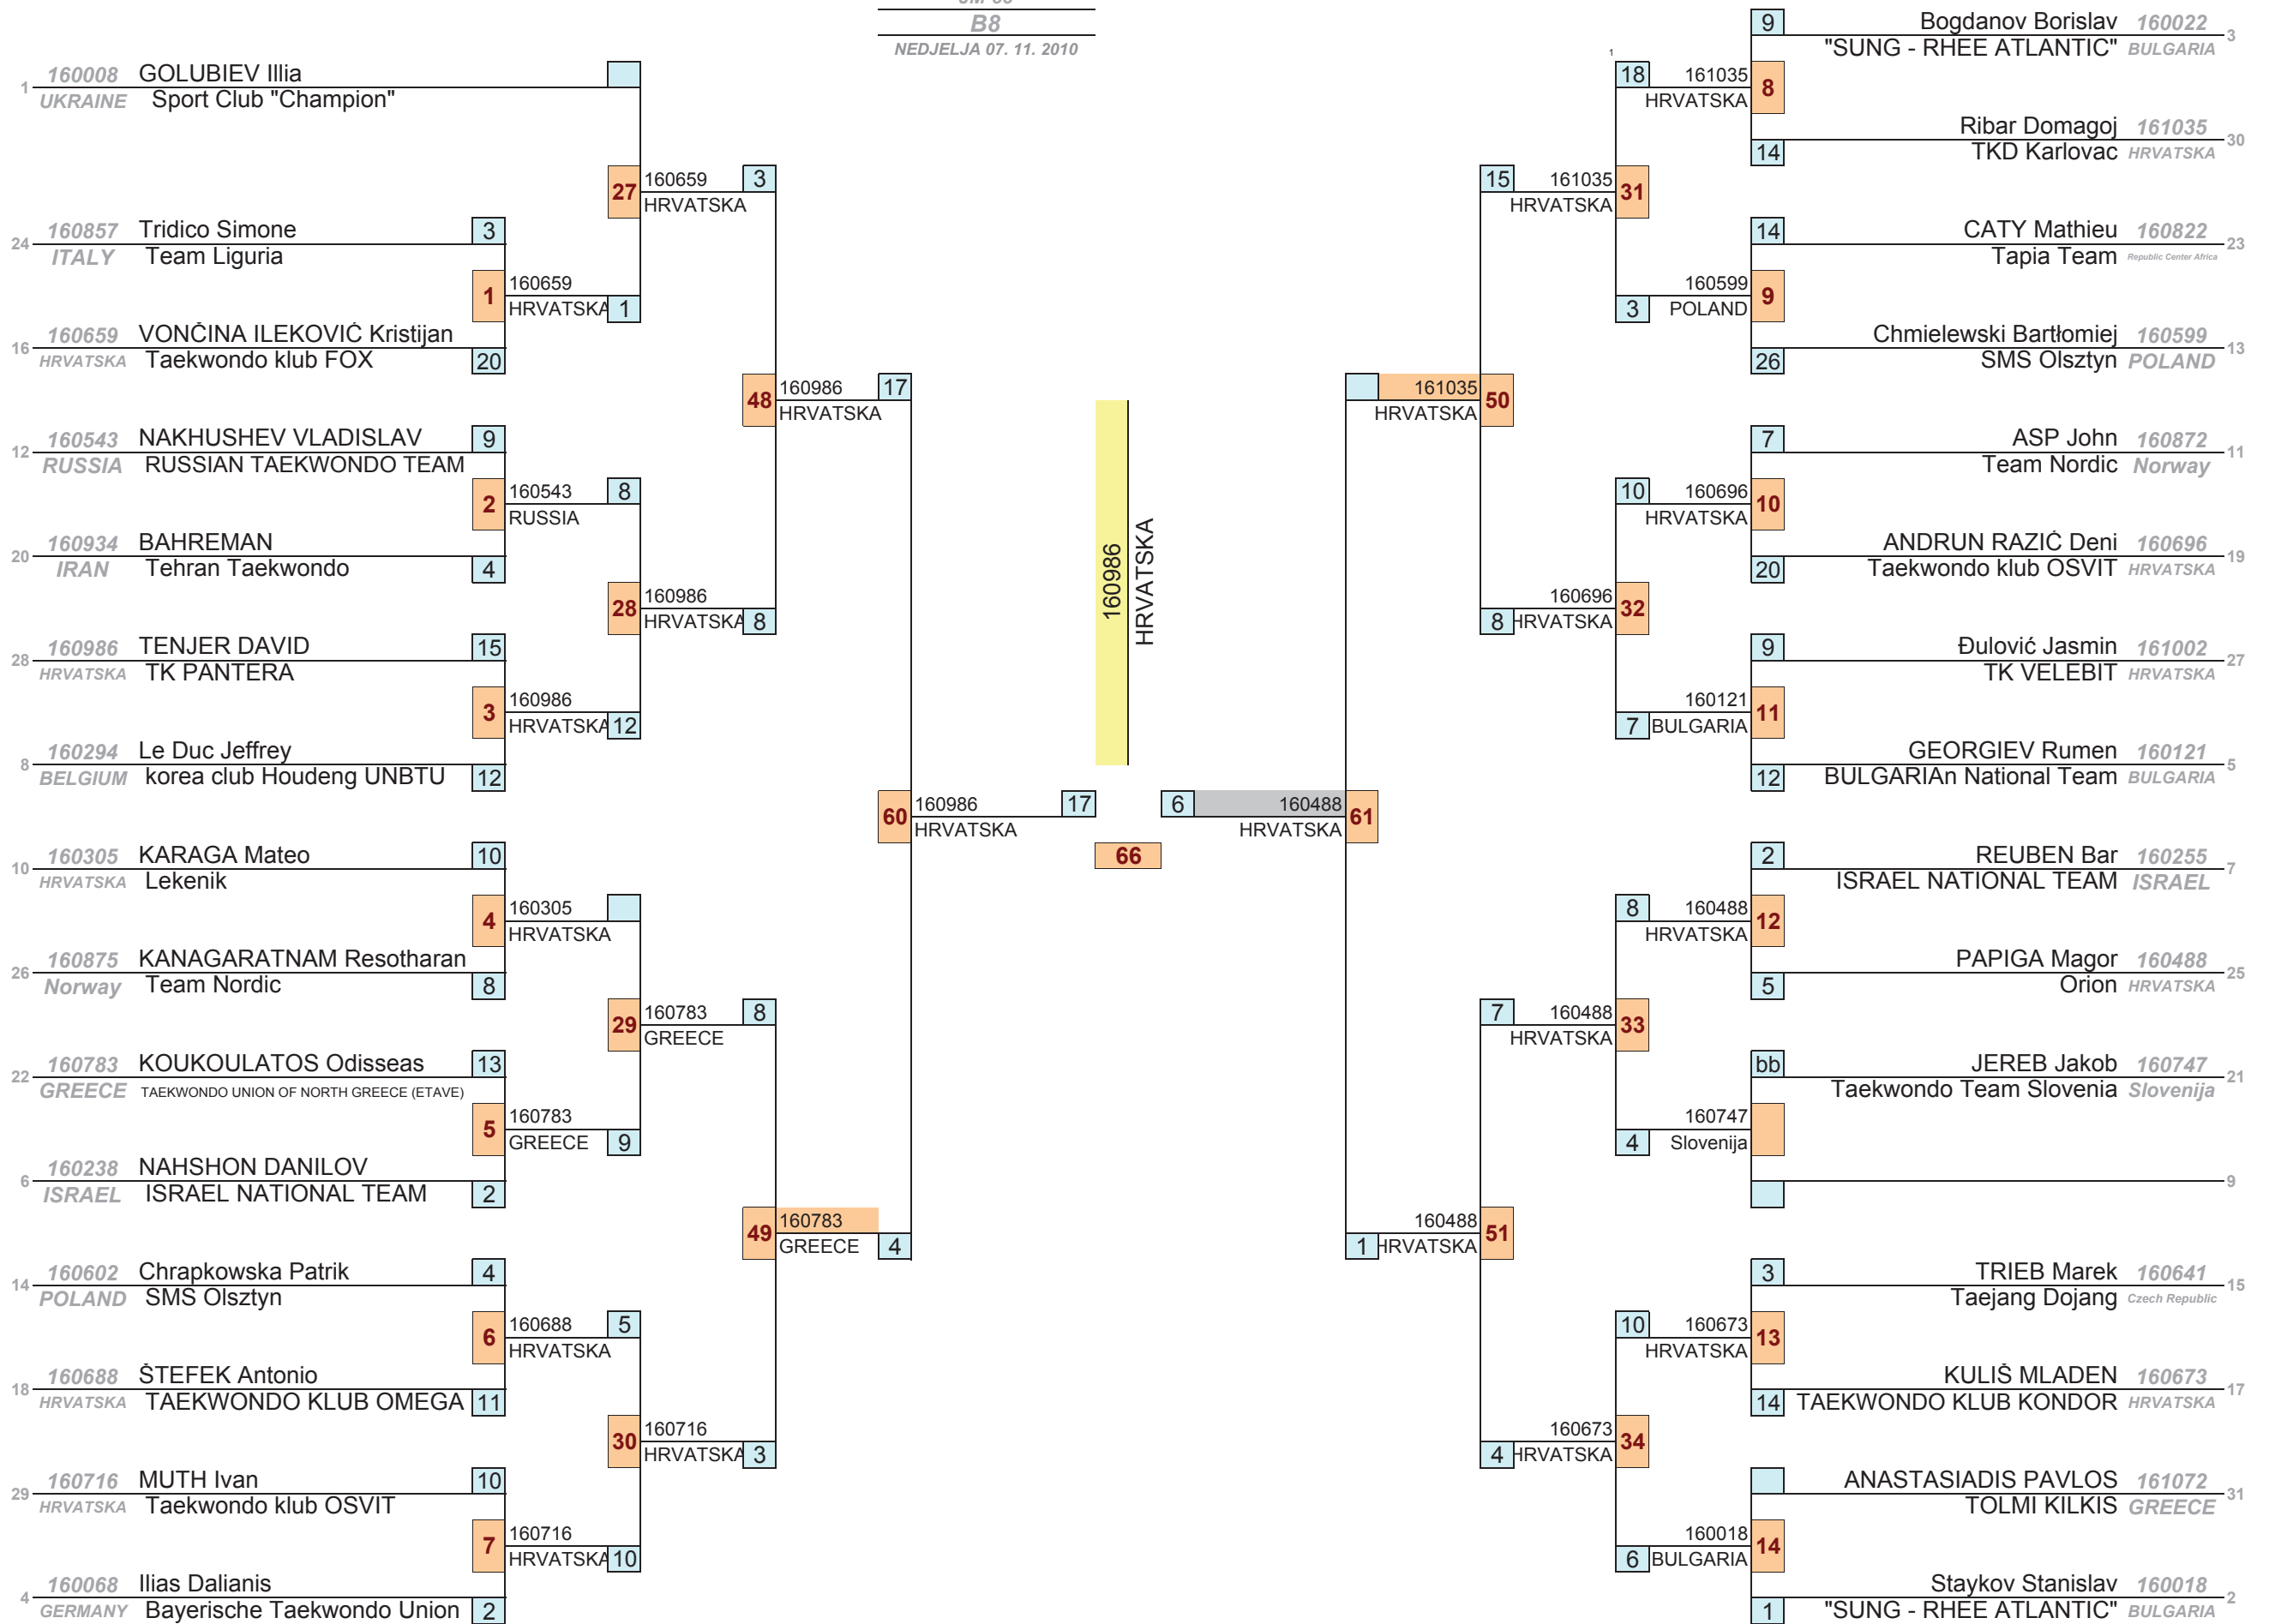 B8
NEDJELJA 07. 11. 2010
1 160008 GOLUBIEV Illia
UKRAINE Sport Club "Champion"
27 160659 3
HRVATSKA
24 160857 Tridico Simone 3
ITALY Team Liguria
1 160659
HRVATSKA 1
16 160659 VONČINA ILEKOVIĆ Kristijan
HRVATSKA Taekwondo klub FOX 20
48 160986 17
HRVATSKA
12 160543 NAKHUSHEV VLADISLAV 9
RUSSIA RUSSIAN TAEKWONDO TEAM
2 160543 8
RUSSIA
20 160934 BAHREMAN
IRAN Tehran Taekwondo 4
28 160986
HRVATSKA 8
28 160986 TENJER DAVID 15
HRVATSKA TK PANTERA
3 160986
HRVATSKA 12
8 160294 Le Duc Jeffrey
BELGIUM korea club Houdeng UNBTU 12
60 160986 17
HRVATSKA
10 160305 KARAGA Mateo 10
HRVATSKA Lekenik
4 160305
HRVATSKA
26 160875 KANAGARATNAM Resotharan
Norway Team Nordic 8
29 160783 8
GREECE
22 160783 KOUKOULATOS Odisseas 13
GREECE TAEKWONDO UNION OF NORTH GREECE (ETAVE)
5 160783
GREECE 9
6 160238 NAHSHON DANILOV
ISRAEL ISRAEL NATIONAL TEAM 2
49 160783
GREECE 4
14 160602 Chrapkowska Patrik 4
POLAND SMS Olsztyn
6 160688 5
HRVATSKA
18 160688 ŠTEFEK Antonio
HRVATSKA TAEKWONDO KLUB OMEGA 11
30 160716
HRVATSKA 3
29 160716 MUTH Ivan 10
HRVATSKA Taekwondo klub OSVIT
7 160716
HRVATSKA 10
4 160068 Ilias Dalianis
GERMANY Bayerische Taekwondo Union 2
160986
HRVATSKA
66
9 Bogdanov Borislav 160022 3
"SUNG - RHEE ATLANTIC" BULGARIA
1
18 161035 8
HRVATSKA
Ribar Domagoj 161035 30
14 TKD Karlovac HRVATSKA
15 161035 31
HRVATSKA
14 CATY Mathieu 160822 23
Tapia Team Republic Center Africa
160599 9
3 POLAND
Chmielewski Bartłomiej 160599 13
26 SMS Olsztyn POLAND
161035 50
HRVATSKA
7 ASP John 160872 11
Team Nordic Norway
10 160696 10
HRVATSKA
ANDRUN RAZIĆ Deni 160696 19
20 Taekwondo klub OSVIT HRVATSKA
160696 32
8 HRVATSKA
9 Đulović Jasmin 161002 27
TK VELEBIT HRVATSKA
160121 11
7 BULGARIA
GEORGIEV Rumen 160121 5
12 BULGARIAn National Team BULGARIA
6 160488 61
HRVATSKA
2 REUBEN Bar 160255 7
ISRAEL NATIONAL TEAM ISRAEL
8 160488 12
HRVATSKA
PAPIGA Magor 160488 25
5 Orion HRVATSKA
7 160488 33
HRVATSKA
bb JEREB Jakob 160747 21
Taekwondo Team Slovenia Slovenija
160747
4 Slovenija
9
160488 51
1 HRVATSKA
3 TRIEB Marek 160641 15
Taejang Dojang Czech Republic
10 160673 13
HRVATSKA
KULIŠ MLADEN 160673 17
14 TAEKWONDO KLUB KONDOR HRVATSKA
160673 34
4 HRVATSKA
ANASTASIADIS PAVLOS 161072 31
TOLMI KILKIS GREECE
160018 14
6 BULGARIA
Staykov Stanislav 160018 2
1 "SUNG - RHEE ATLANTIC" BULGARIA